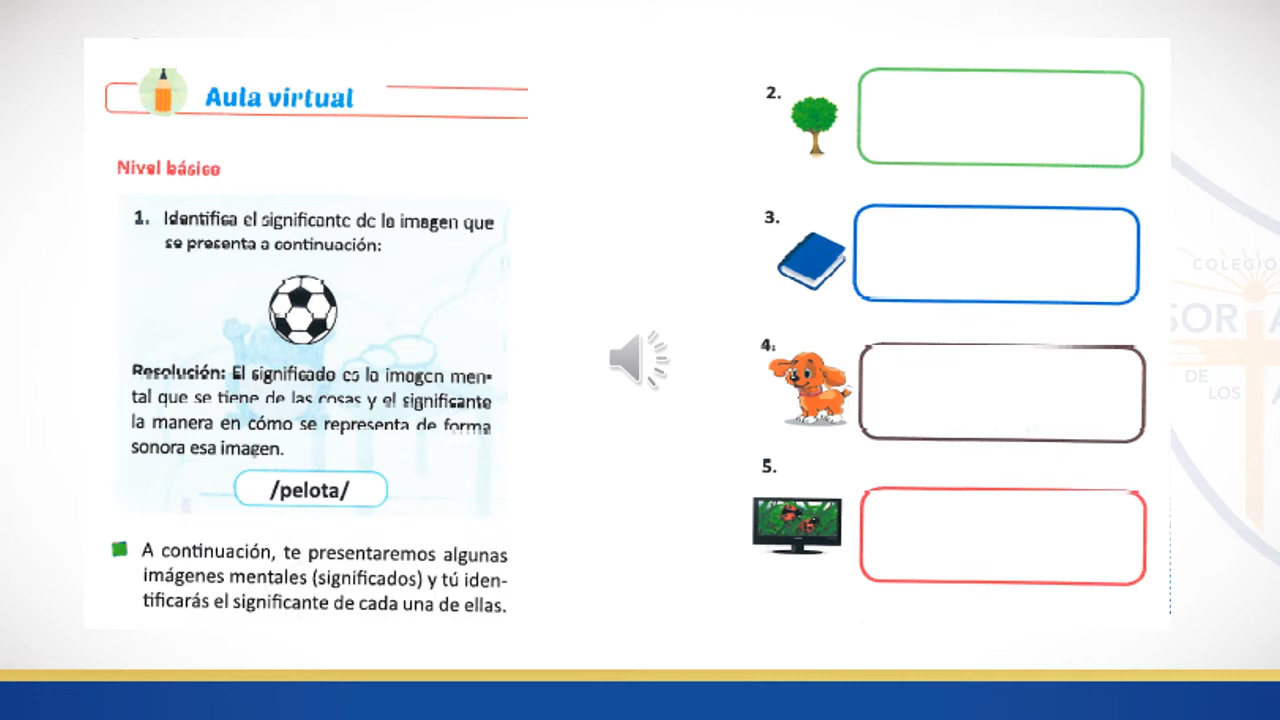 Aula virtual
Nivel básico
1. Identifica el significante de la imagen que
se presenta a continuación:
Resolución: El significado es la imagen men-
tal que se tiene de las cosas y el significante
la manera en cómo se representa de forma
sonora esa imagen.
/pelota/
A continuación, te presentaremos algunas
imágenes mentales (significados) y tú iden-
tificarás el significante de cada una de ellas.
2.
3.
4.
5.
COLEGIO
SOR
DE
LOS